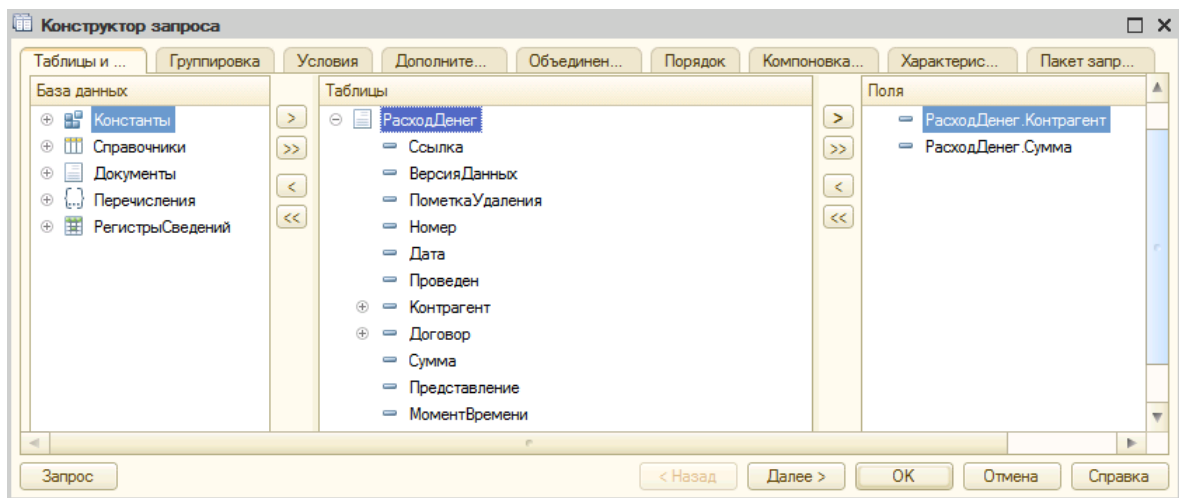 Конструктор запроса
Таблицы и ... Группировка Условия Дополните... Объединен... Порядок Компоновка... Характерис... Пакет запр...
База данных Таблицы Поля
Константы > РасходДенег > РасходДенег.Контрагент
Справочники >> Ссылка >> РасходДенег.Сумма
Документы ВерсияДанных
Перечисления < ПометкаУдаления <
РегистрыСведений << Номер <<
Дата
Проведен
Контрагент
Договор
Сумма
Представление
МоментВремени
Запрос < Назад Далее > OK Отмена Справка